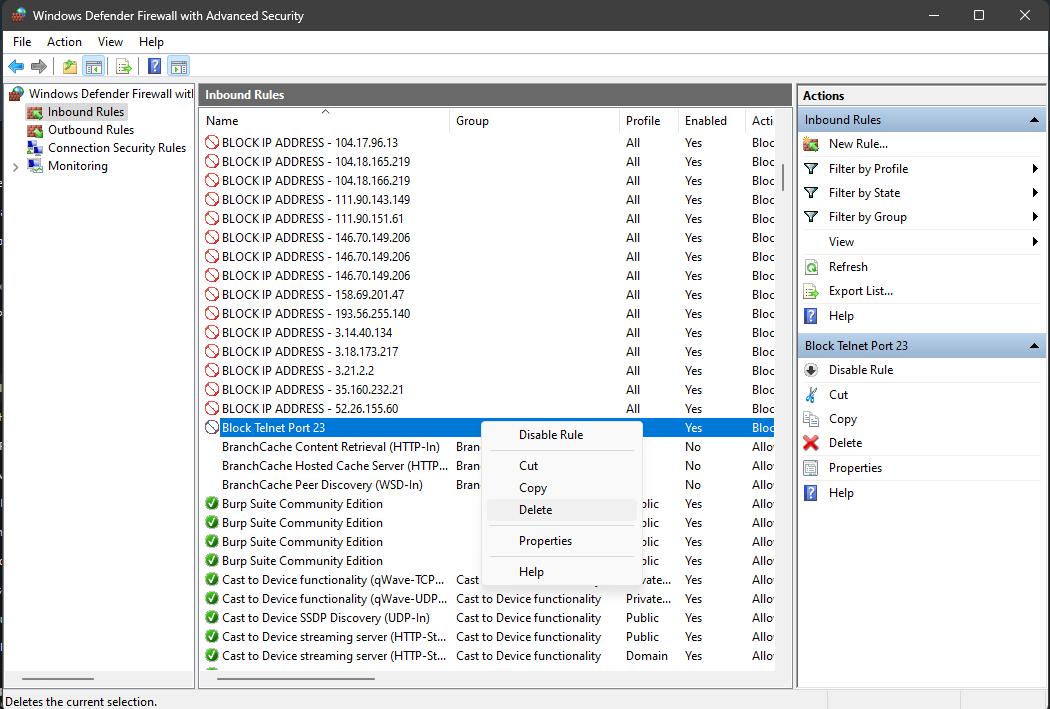 Windows Defender Firewall with Advanced Security
File Action View Help
Windows Defender Firewall wit
Inbound Rules
Outbound Rules
Connection Security Rules
Monitoring
Inbound Rules
Name Group Profile Enabled Acti
BLOCK IP ADDRESS - 104.17.96.13 All Yes Bloc
BLOCK IP ADDRESS - 104.18.165.219 All Yes Bloc
BLOCK IP ADDRESS - 104.18.166.219 All Yes Bloc
BLOCK IP ADDRESS - 111.90.143.149 All Yes Bloc
BLOCK IP ADDRESS - 111.90.151.61 All Yes Bloc
BLOCK IP ADDRESS - 146.70.149.206 All Yes Bloc
BLOCK IP ADDRESS - 146.70.149.206 All Yes Bloc
BLOCK IP ADDRESS - 146.70.149.206 All Yes Bloc
BLOCK IP ADDRESS - 158.69.201.47 All Yes Bloc
BLOCK IP ADDRESS - 193.56.255.140 All Yes Bloc
BLOCK IP ADDRESS - 3.14.40.134 All Yes Bloc
BLOCK IP ADDRESS - 3.18.173.217 All Yes Bloc
BLOCK IP ADDRESS - 3.21.2.2 All Yes Bloc
BLOCK IP ADDRESS - 35.160.232.21 All Yes Bloc
BLOCK IP ADDRESS - 52.26.155.60 All Yes Bloc
Block Telnet Port 23 Yes Bloc
BranchCache Content Retrieval (HTTP-In) Bran No Allo
BranchCache Hosted Cache Server (HTTP... Bran No Allo
BranchCache Peer Discovery (WSD-In) Bran No Allo
Burp Suite Community Edition blic Yes Allo
Burp Suite Community Edition Yes Allo
Burp Suite Community Edition blic Yes Allo
Burp Suite Community Edition Yes Allo
Cast to Device functionality (qWave-TCP... Cast to Device functionality Private... Yes Allo
Cast to Device functionality (qWave-UDP... Cast to Device functionality Private... Yes Allo
Cast to Device SSDP Discovery (UDP-In) Cast to Device functionality Public Yes Allo
Cast to Device streaming server (HTTP-St... Cast to Device functionality Public Yes Allo
Cast to Device streaming server (HTTP-St... Cast to Device functionality Domain Yes Allo
Disable Rule
Cut
Copy
Delete
Properties
Help
Actions
Inbound Rules
New Rule...
Filter by Profile
Filter by State
Filter by Group
View
Refresh
Export List...
Help
Block Telnet Port 23
Disable Rule
Cut
Copy
Delete
Properties
Help
Deletes the current selection.